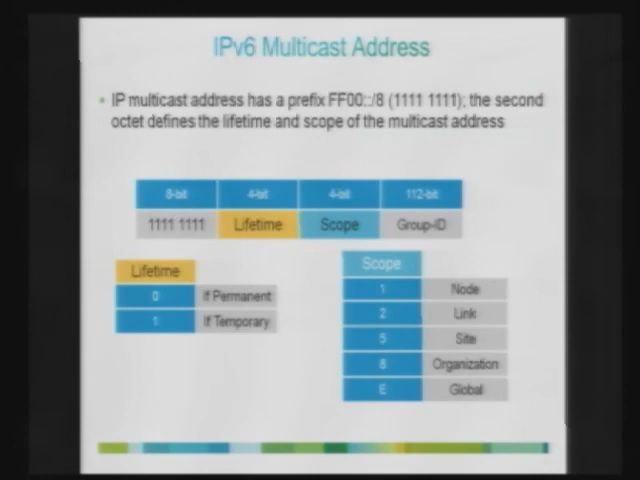 IPv6 Multicast Address
IP multicast address has a prefix FF00::/8 (1111 1111); the second
octet defines the lifetime and scope of the multicast address
8-bit 4-bit 4-bit 112-bit
1111 1111 Lifetime Scope Group-ID
Lifetime
0 If Permanent
1 If Temporary
Scope
1 Node
2 Link
5 Site
8 Organization
E Global